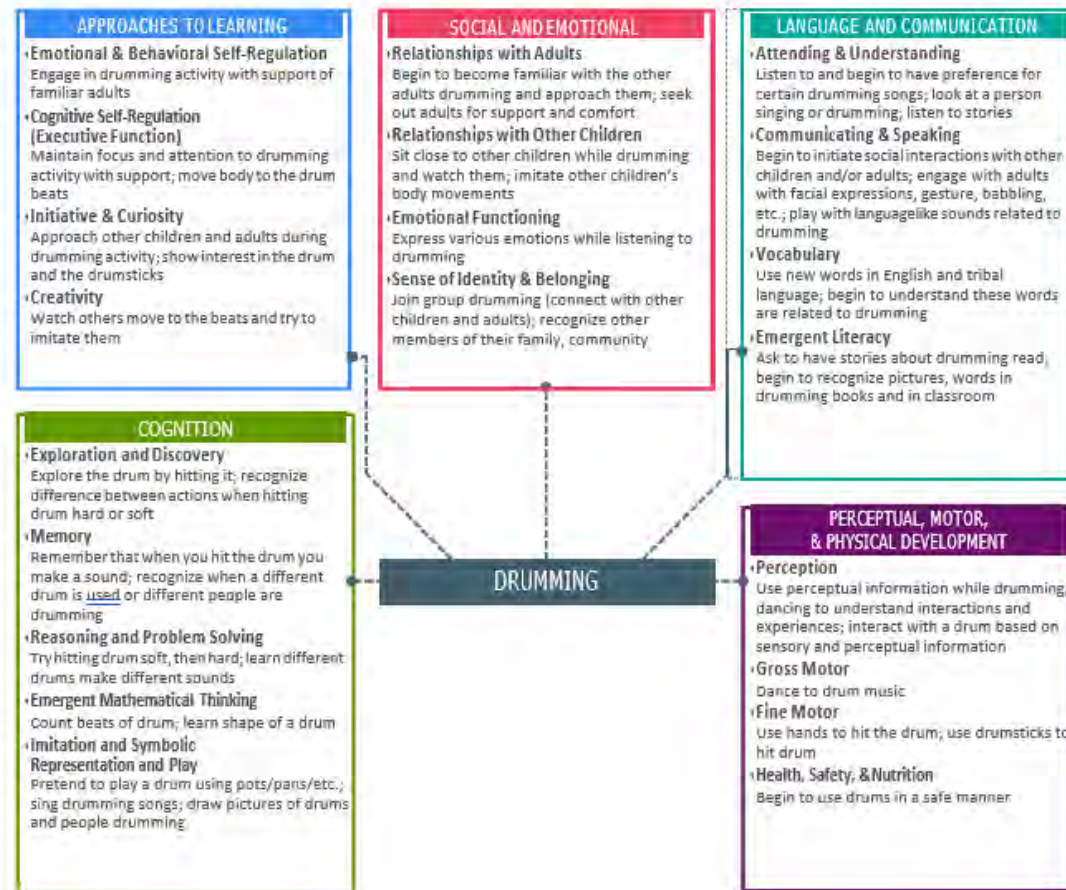 APPROACHES TO LEARNING
Emotional & Behavioral Self-Regulation
Engage in drumming activity with support of
familiar adults
Cognitive Self-Regulation
(Executive Function)
Maintain focus and attention to drumming
activity with support; move body to the drum
beats
Initiative & Curiosity
Approach other children and adults during
drumming activity; show interest in the drum
and the drumsticks
Creativity
Watch others move to the beats and try to
imitate them
SOCIAL AND EMOTIONAL
Relationships with Adults
Begin to become familiar with the other
adults drumming and approach them; seek
out adults for support and comfort
Relationships with Other Children
Sit close to other children while drumming
and watch them; imitate other children's
body movements
Emotional Functioning
Express various emotions while listening to
drumming
Sense of Identity & Belonging
Join group drumming (connect with other
children and adults); recognize other
members of their family, community
LANGUAGE AND COMMUNICATION
Attending & Understanding
Listen to and begin to have preference for
certain drumming songs; look at a person
singing or drumming; listen to stories
Communicating & Speaking
Begin to initiate social interactions with other
children and/or adults; engage with adults
with facial expressions, gesture, babbling,
etc.; play with languagelike sounds related to
drumming
Vocabulary
Use new words in English and tribal
language; begin to understand these words
are related to drumming
Emergent Literacy
Ask to have stories about drumming read,
begin to recognize pictures, words in
drumming books and in classroom
COGNITION
Exploration and Discovery
Explore the drum by hitting it; recognize
difference between actions when hitting
drum hard or soft
Memory
Remember that when you hit the drum you
make a sound; recognize when a different
drum is used or different people are
drumming
Reasoning and Problem Solving
Try hitting drum soft, then hard; learn different
drums make different sounds
Emergent Mathematical Thinking
Count beats of drum; learn shape of a drum
Imitation and Symbolic
Representation and Play
Pretend to play a drum using pots/pans/etc.;
sing drumming songs; draw pictures of drums
and people drumming
DRUMMING
PERCEPTUAL, MOTOR,
& PHYSICAL DEVELOPMENT
Perception
Use perceptual information while drumming,
dancing to understand interactions and
experiences; interact with a drum based on
sensory and perceptual information
Gross Motor
Dance to drum music
Fine Motor
Use hands to hit the drum; use drumsticks to
hit drum
Health, Safety, & Nutrition
Begin to use drums in a safe manner